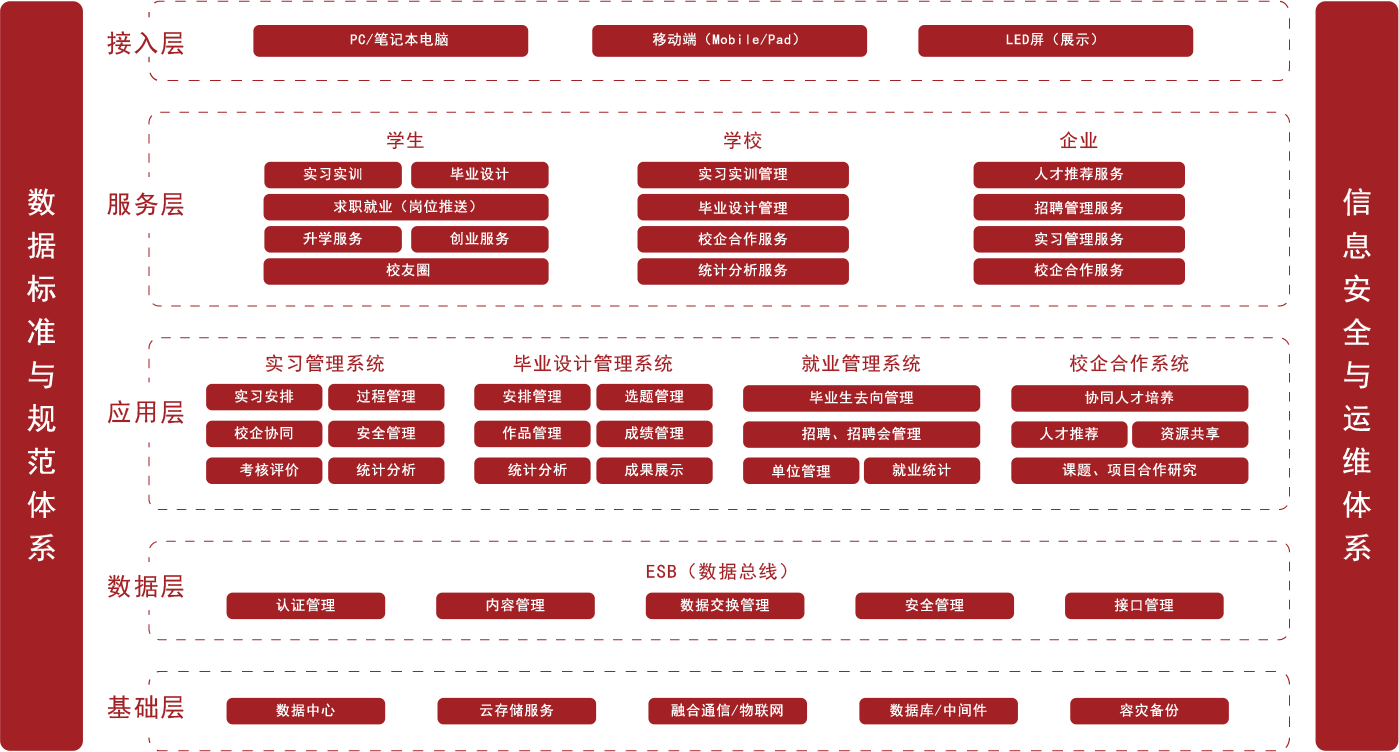 数据标准与规范体系
接入层
PC/笔记本电脑
移动端（Mobile/Pad）
LED屏（展示）
服务层
学生
实习实训
毕业设计
求职就业（岗位推送）
升学服务
创业服务
校友圈
学校
实习实训管理
毕业设计管理
校企合作服务
统计分析服务
企业
人才推荐服务
招聘管理服务
实习管理服务
校企合作服务
应用层
实习管理系统
实习安排
过程管理
校企协同
安全管理
考核评价
统计分析
毕业设计管理系统
安排管理
选题管理
作品管理
成绩管理
统计分析
成果展示
就业管理系统
毕业生去向管理
招聘、招聘会管理
单位管理
就业统计
校企合作系统
协同人才培养
人才推荐
资源共享
课题、项目合作研究
数据层
ESB（数据总线）
认证管理
内容管理
数据交换管理
安全管理
接口管理
基础层
数据中心
云存储服务
融合通信/物联网
数据库/中间件
容灾备份
信息安全与运维体系